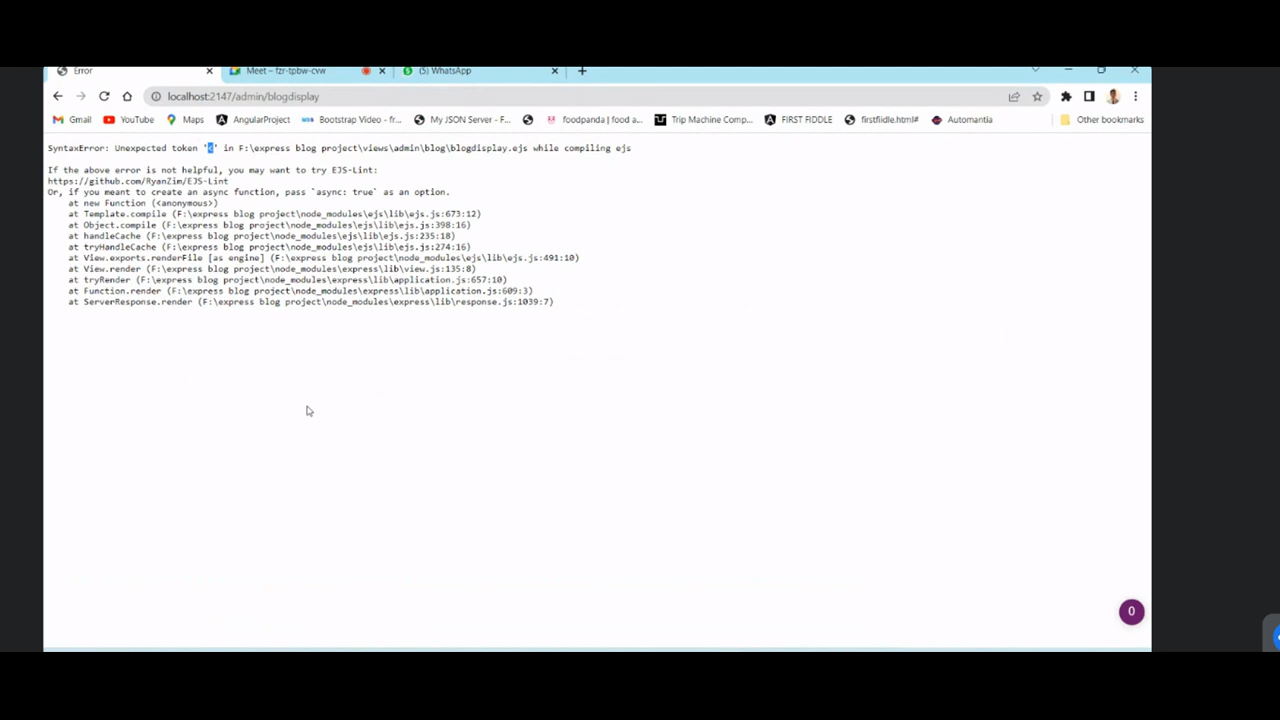 Error
Meet – fzr-tpbw-cvw
(5) WhatsApp
localhost:2147/admin/blogdisplay
Gmail YouTube Maps AngularProject Bootstrap Video - fr... My JSON Server - F... foodpanda | food a... Trip Machine Comp... FIRST FIDDLE firstfiidle.html# Automantia Other bookmarks
SyntaxError: Unexpected token '<' in F:\express blog project\views\admin\blog\blogdisplay.ejs while compiling ejs
If the above error is not helpful, you may want to try EJS-Lint:
https://github.com/RyanZim/EJS-Lint
Or, if you meant to create an async function, pass `async: true` as an option.
at new Function (<anonymous>)
at Template.compile (F:\express blog project\node_modules\ejs\lib\ejs.js:673:12)
at Object.compile (F:\express blog project\node_modules\ejs\lib\ejs.js:398:16)
at handleCache (F:\express blog project\node_modules\ejs\lib\ejs.js:235:18)
at tryHandleCache (F:\express blog project\node_modules\ejs\lib\ejs.js:274:16)
at View.exports.renderFile [as engine] (F:\express blog project\node_modules\ejs\lib\ejs.js:491:10)
at View.render (F:\express blog project\node_modules\express\lib\view.js:135:8)
at tryRender (F:\express blog project\node_modules\express\lib\application.js:657:10)
at Function.render (F:\express blog project\node_modules\express\lib\application.js:609:3)
at ServerResponse.render (F:\express blog project\node_modules\express\lib\response.js:1039:7)
0